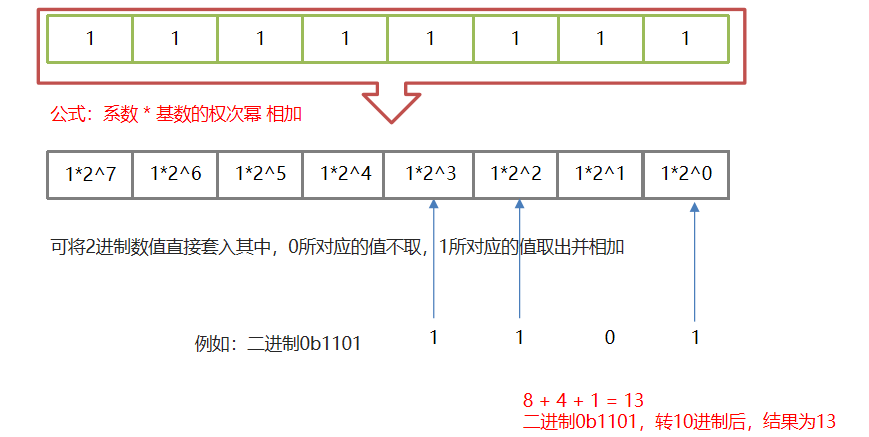 1 1 1 1 1 1 1 1
公式：系数 * 基数的权次幂 相加
1*2^7 1*2^6 1*2^5 1*2^4 1*2^3 1*2^2 1*2^1 1*2^0
可将2进制数值直接套入其中，0所对应的值不取，1所对应的值取出并相加
例如：二进制0b1101 1 1 0 1
8 + 4 + 1 = 13
二进制0b1101，转10进制后，结果为13